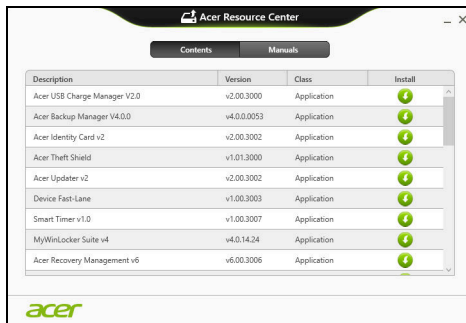 Acer Resource Center
Contents Manuals
Description Version Class Install
Acer USB Charge Manager V2.0 v2.00.3000 Application
Acer Backup Manager V4.0.0 v4.0.0.0053 Application
Acer Identity Card v2 v2.00.3002 Application
Acer Theft Shield v1.01.3000 Application
Acer Updater v2 v2.00.3002 Application
Device Fast-Lane v1.00.3003 Application
Smart Timer v1.0 v1.00.3007 Application
MyWinLocker Suite v4 v4.0.14.24 Application
Acer Recovery Management v6 v6.00.3006 Application
acer